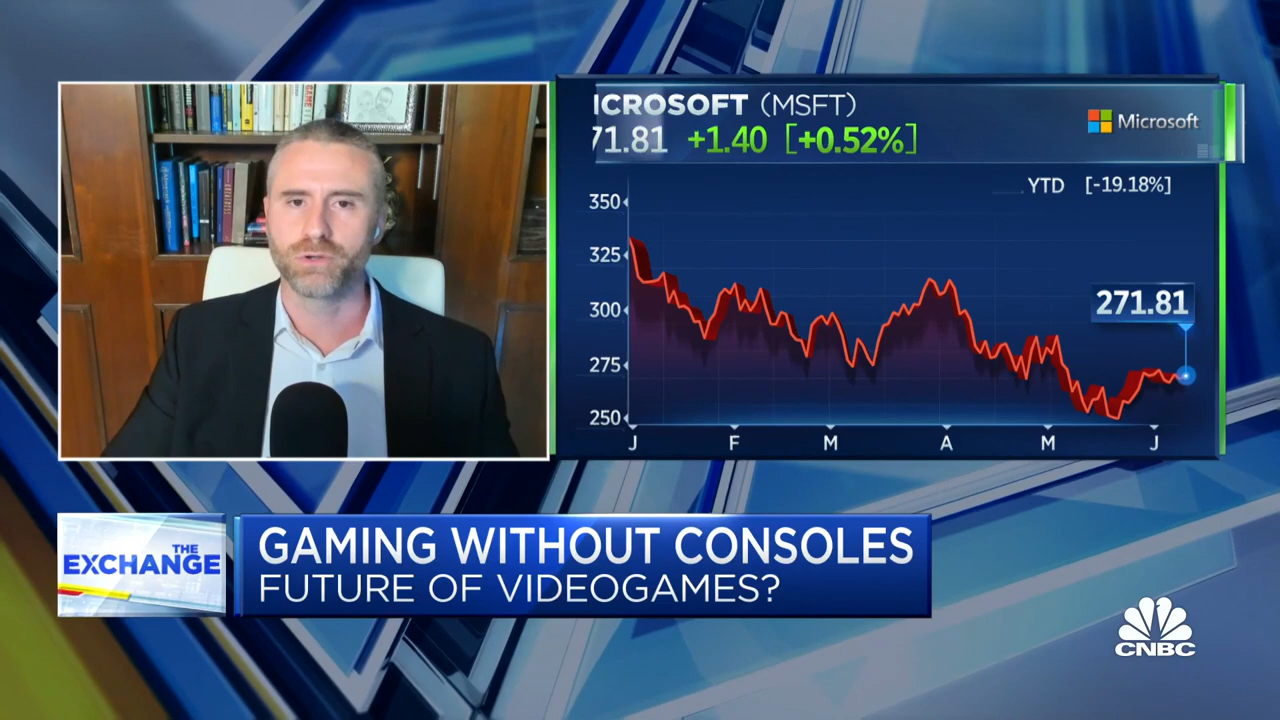 ICROSOFT (MSFT)
71.81 +1.40 [+0.52%]
Microsoft
YTD [-19.18%]
350
325
300
275
250
271.81
J F M A M J
GAME
THE
EXCHANGE
GAMING WITHOUT CONSOLES
FUTURE OF VIDEOGAMES?
CNBC